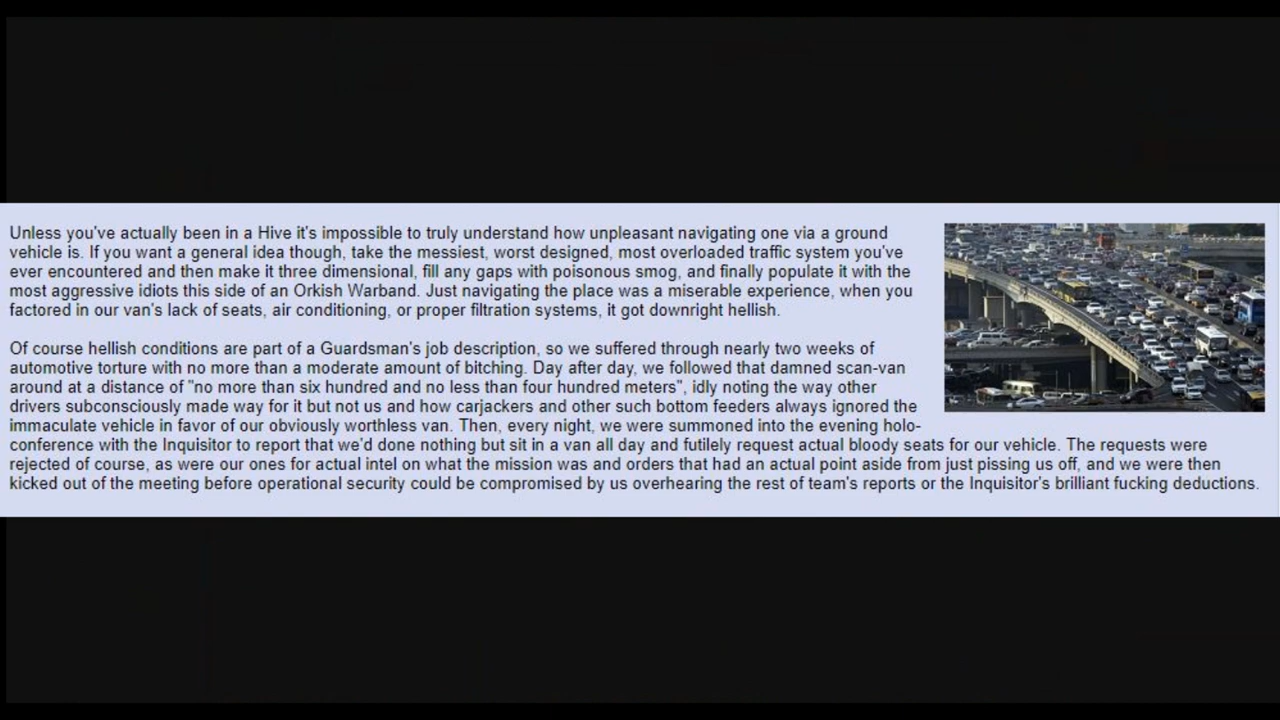 Unless you've actually been in a Hive it's impossible to truly understand how unpleasant navigating one via a ground
vehicle is. If you want a general idea though, take the messiest, worst designed, most overloaded traffic system you've
ever encountered and then make it three dimensional, fill any gaps with poisonous smog, and finally populate it with the
most aggressive idiots this side of an Orkish Warband. Just navigating the place was a miserable experience, when you
factored in our van's lack of seats, air conditioning, or proper filtration systems, it got downright hellish.
Of course hellish conditions are part of a Guardsman's job description, so we suffered through nearly two weeks of
automotive torture with no more than a moderate amount of bitching. Day after day, we followed that damned scan-van
around at a distance of "no more than six hundred and no less than four hundred meters", idly noting the way other
drivers subconsciously made way for it but not us and how carjackers and other such bottom feeders always ignored the
immaculate vehicle in favor of our obviously worthless van. Then, every night, we were summoned into the evening holo-
conference with the Inquisitor to report that we'd done nothing but sit in a van all day and futilely request actual bloody seats for our vehicle. The requests were
rejected of course, as were our ones for actual intel on what the mission was and orders that had an actual point aside from just pissing us off, and we were then
kicked out of the meeting before operational security could be compromised by us overhearing the rest of team's reports or the Inquisitor's brilliant fucking deductions.